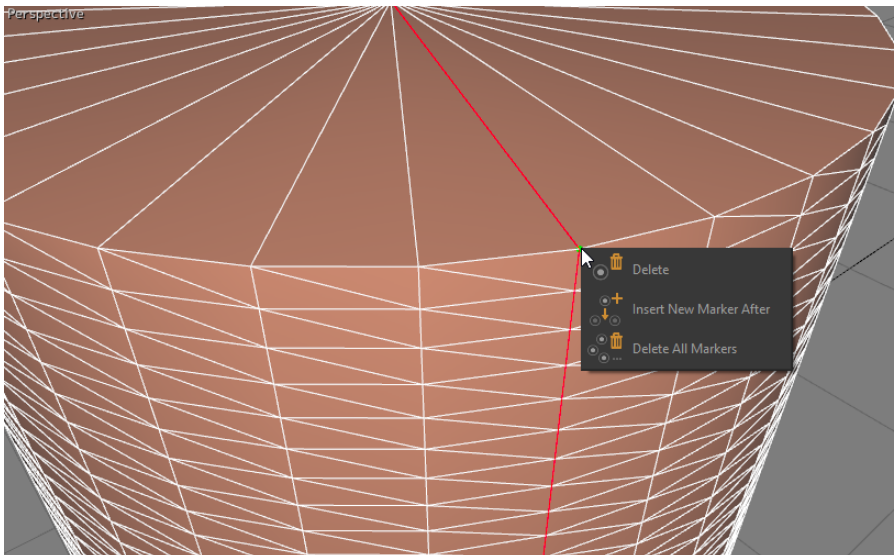 Perspective
Delete
Insert New Marker After
Delete All Markers